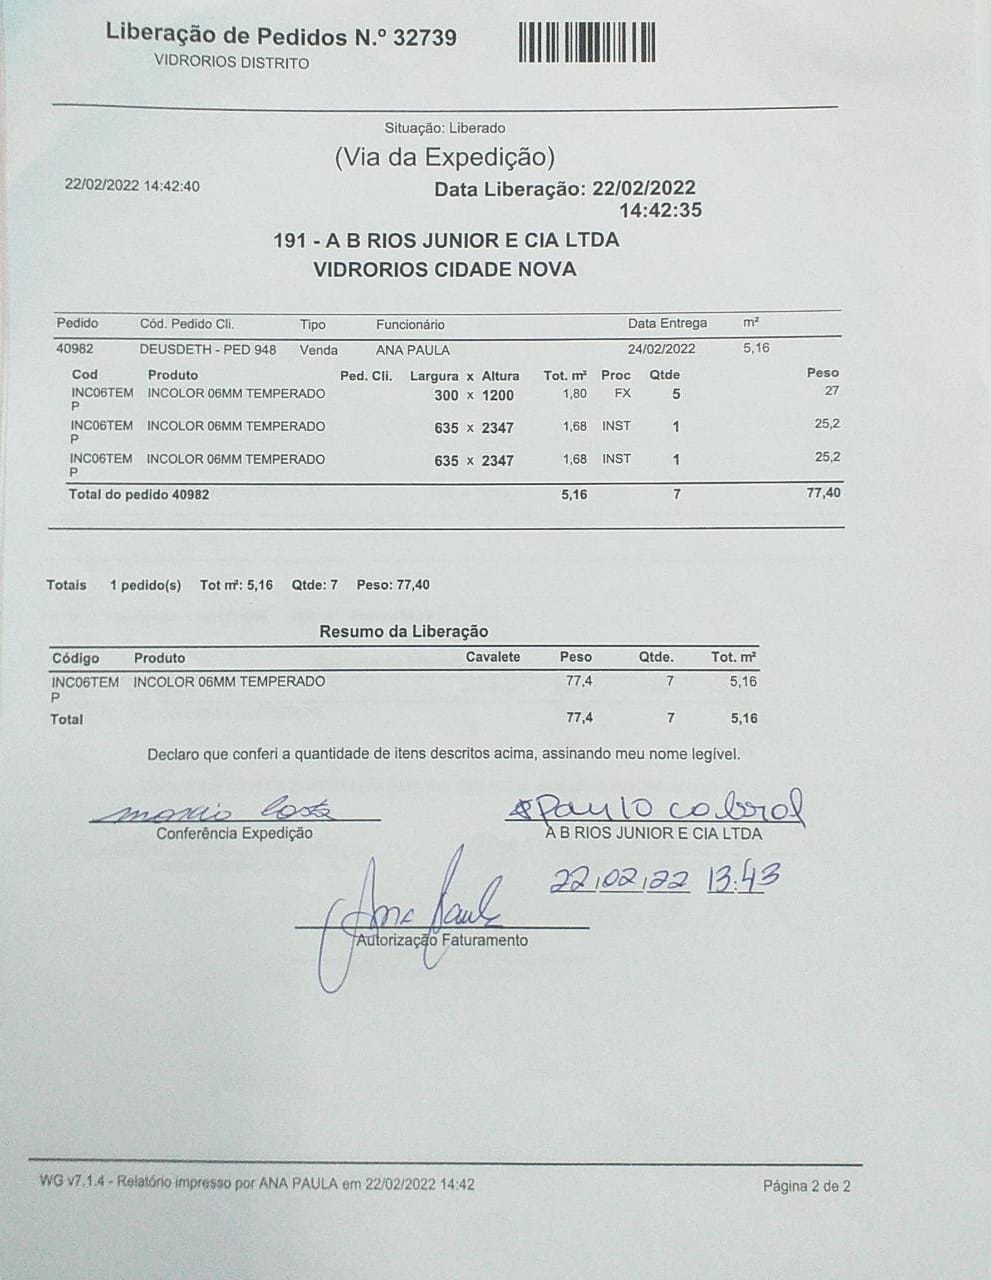 Liberação de Pedidos N.º 32739
VIDRORIOS DISTRITO
Situação: Liberado
(Via da Expedição)
22/02/2022 14:42:40
Data Liberação: 22/02/2022
14:42:35
191 - A B RIOS JUNIOR E CIA LTDA
VIDRORIOS CIDADE NOVA
Pedido Cód. Pedido Cli. Tipo Funcionário Data Entrega m²
40982 DEUSDETH - PED 948 Venda ANA PAULA 24/02/2022 5,16
Cod Produto Ped. Cli. Largura x Altura Tot. m² Proc Qtde Peso
INC06TEM INCOLOR 06MM TEMPERADO 300 x 1200 1,80 FX 5 27
P
INC06TEM INCOLOR 06MM TEMPERADO 635 x 2347 1,68 INST 1 25,2
P
INC06TEM INCOLOR 06MM TEMPERADO 635 x 2347 1,68 INST 1 25,2
P
Total do pedido 40982 5,16 7 77,40
Totais 1 pedido(s) Tot m²: 5,16 Qtde: 7 Peso: 77,40
Resumo da Liberação
Código Produto Cavalete Peso Qtde. Tot. m²
INC06TEM INCOLOR 06MM TEMPERADO 77,4 7 5,16
P
Total 77,4 7 5,16
Declaro que conferi a quantidade de itens descritos acima, assinando meu nome legível.
marcio Costa Paulo cabral
Conferência Expedição A B RIOS JUNIOR E CIA LTDA
22,02,22 13:43
Ana Paula
Autorização Faturamento
WG v7.1.4 - Relatório impresso por ANA PAULA em 22/02/2022 14:42
Página 2 de 2